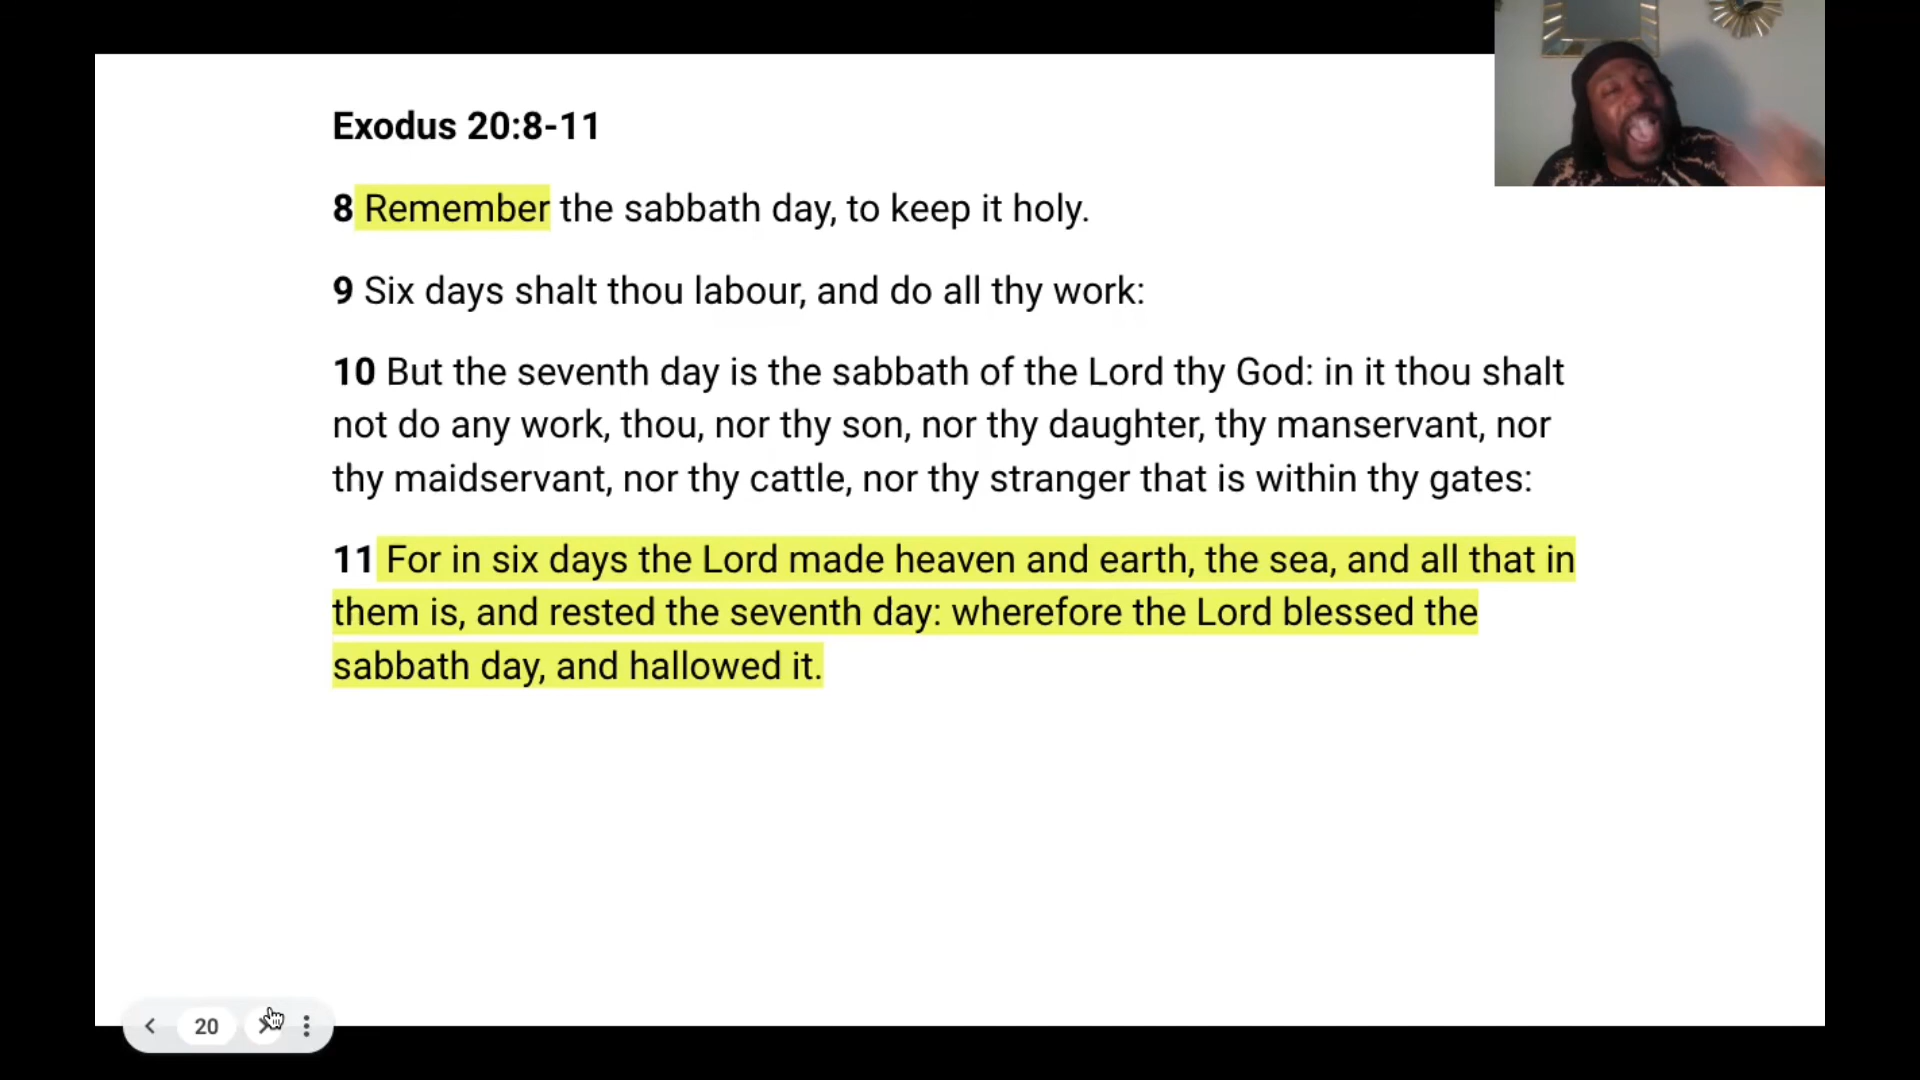 Exodus 20:8-11
8 Remember the sabbath day, to keep it holy.
9 Six days shalt thou labour, and do all thy work:
10 But the seventh day is the sabbath of the Lord thy God: in it thou shalt
not do any work, thou, nor thy son, nor thy daughter, thy manservant, nor
thy maidservant, nor thy cattle, nor thy stranger that is within thy gates:
11 For in six days the Lord made heaven and earth, the sea, and all that in
them is, and rested the seventh day: wherefore the Lord blessed the
sabbath day, and hallowed it.
20